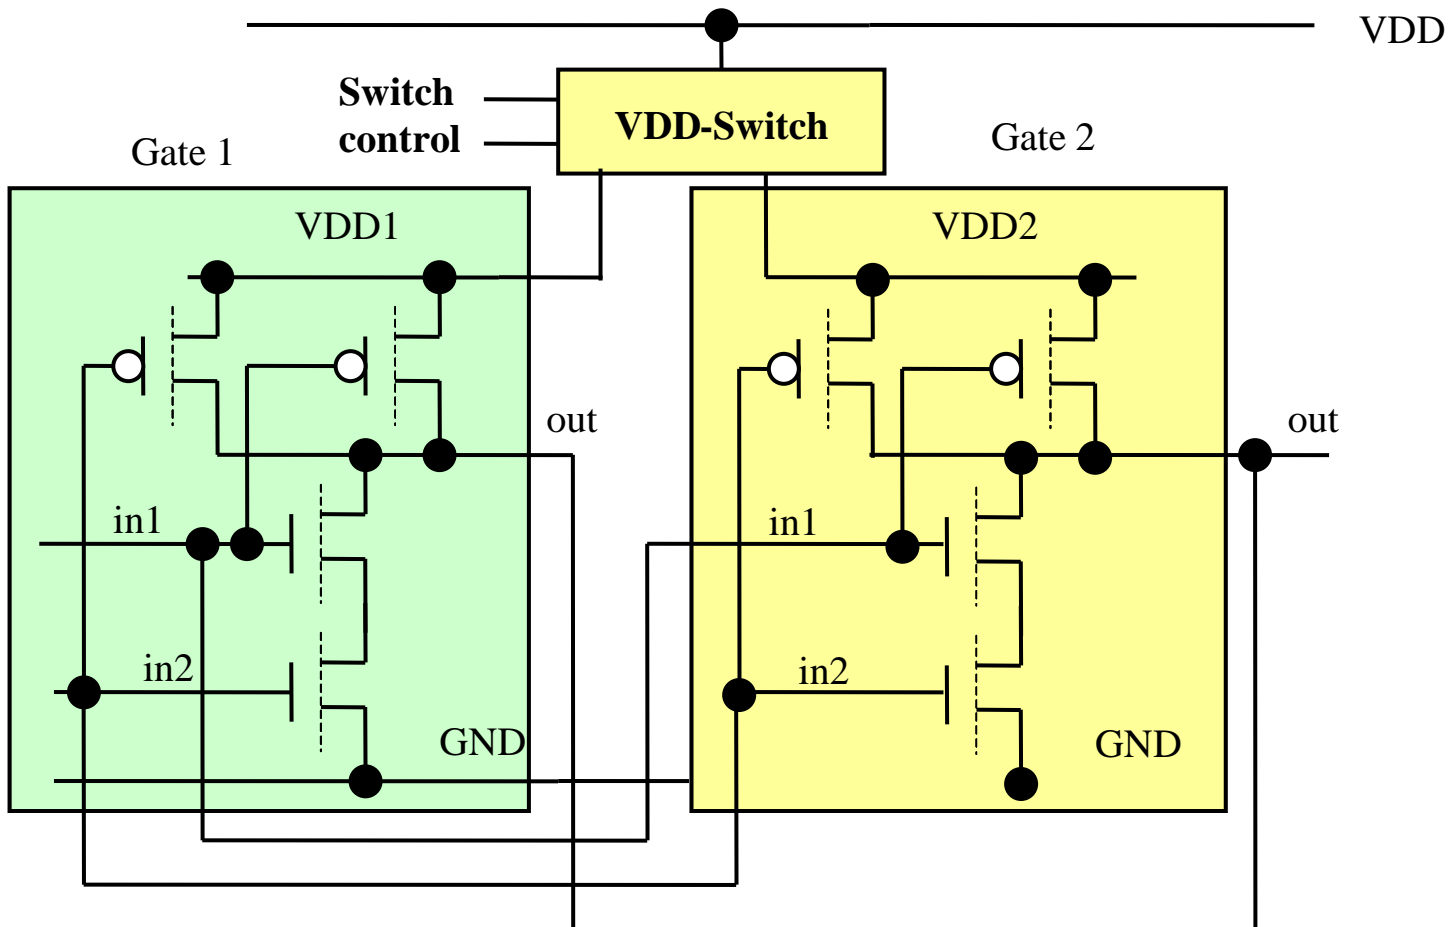 VDD
Switch
control
VDD-Switch
Gate 1
Gate 2
VDD1
VDD2
out
out
in1
in1
in2
in2
GND
GND